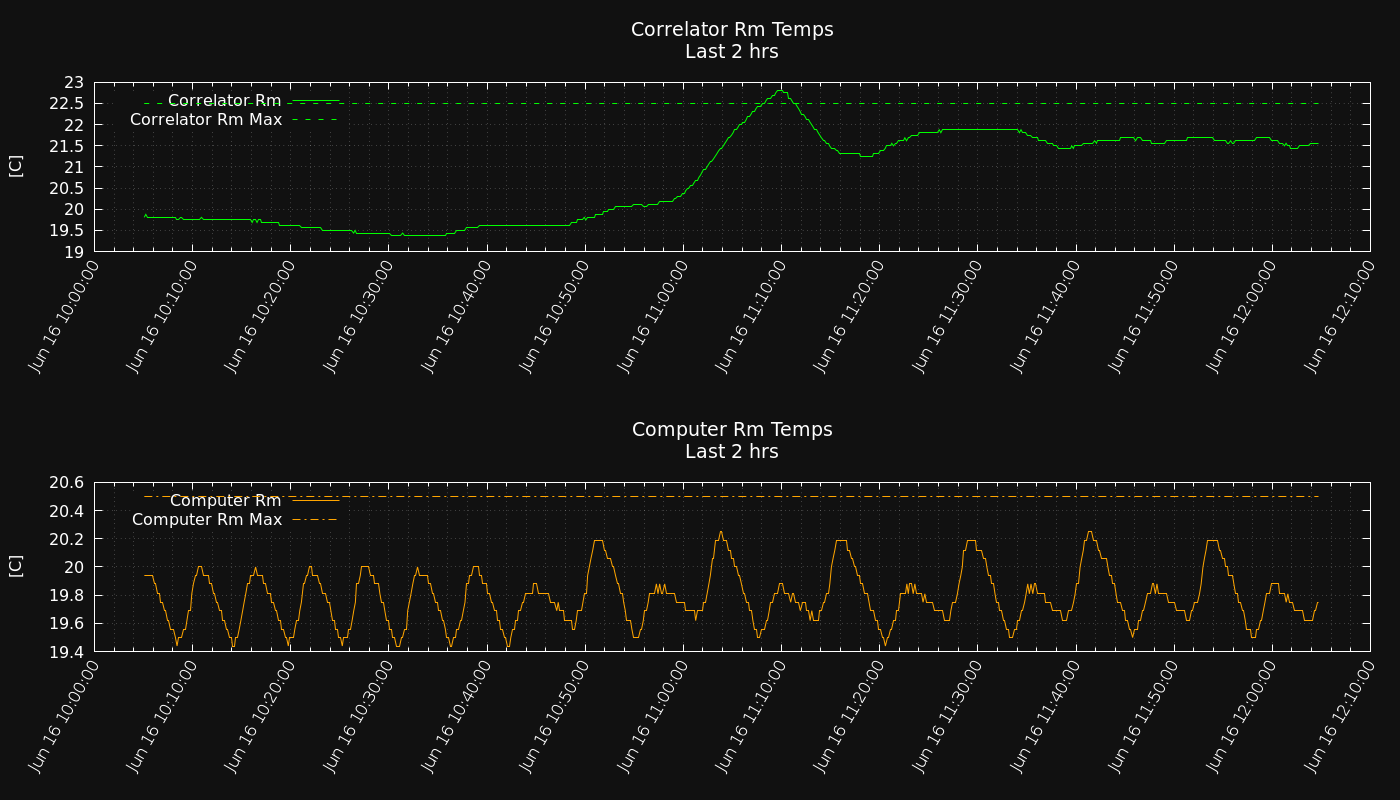 Correlator Rm Temps
Last 2 hrs
[C]
23
22.5
22
21.5
21
20.5
20
19.5
19
Correlator Rm
Correlator Rm Max
Jun 16 10:00:00
Jun 16 10:10:00
Jun 16 10:20:00
Jun 16 10:30:00
Jun 16 10:40:00
Jun 16 10:50:00
Jun 16 11:00:00
Jun 16 11:10:00
Jun 16 11:20:00
Jun 16 11:30:00
Jun 16 11:40:00
Jun 16 11:50:00
Jun 16 12:00:00
Jun 16 12:10:00
Computer Rm Temps
Last 2 hrs
[C]
20.6
20.4
20.2
20
19.8
19.6
19.4
Computer Rm
Computer Rm Max
Jun 16 10:00:00
Jun 16 10:10:00
Jun 16 10:20:00
Jun 16 10:30:00
Jun 16 10:40:00
Jun 16 10:50:00
Jun 16 11:00:00
Jun 16 11:10:00
Jun 16 11:20:00
Jun 16 11:30:00
Jun 16 11:40:00
Jun 16 11:50:00
Jun 16 12:00:00
Jun 16 12:10:00